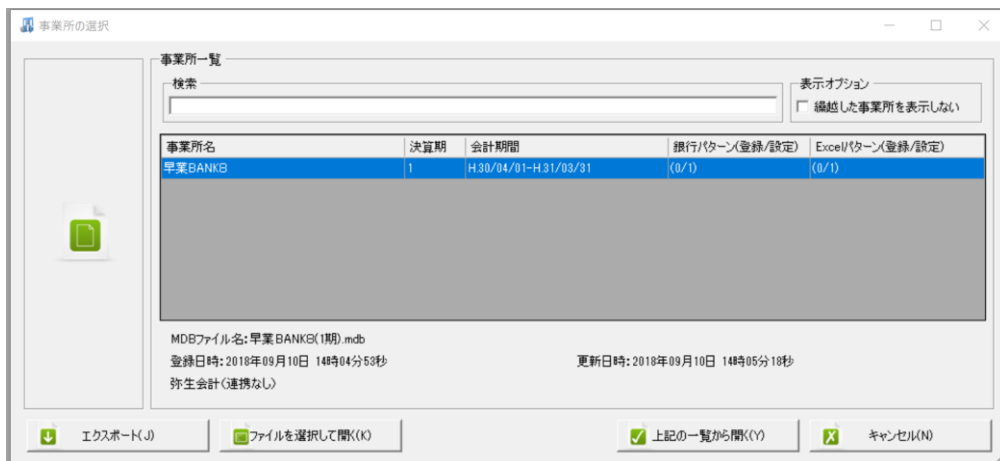 事業所の選択
事業所一覧
検索
表示オプション
繰越した事業所を表示しない
事業所名 決算期 会計期間 銀行パターン(登録/設定) Excelパターン(登録/設定)
早業BANK8 1 H.30/04/01-H.31/03/31 (0/1) (0/1)
MDBファイル名:早業BANK8(1期).mdb
登録日時:2018年09月10日 14時04分53秒 更新日時:2018年09月10日 14時05分18秒
弥生会計(連携なし)
エクスポート(J) ファイルを選択して開く(K) 上記の一覧から開く(Y) キャンセル(N)